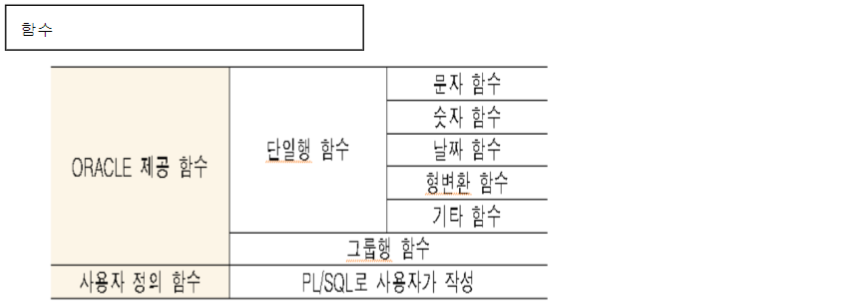 함수
ORACLE 제공 함수
단일행 함수
문자 함수
숫자 함수
날짜 함수
형변환 함수
기타 함수
그룹행 함수
사용자 정의 함수
PL/SQL로 사용자가 작성